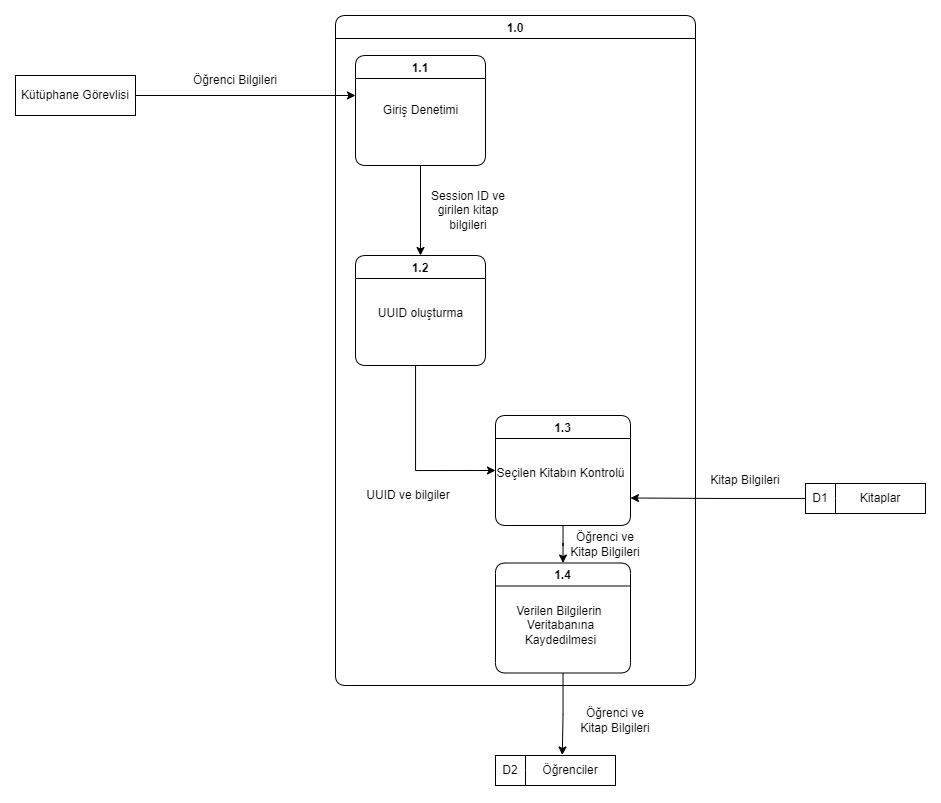 1.0
1.1
Giriş Denetimi
Öğrenci Bilgileri
Kütüphane Görevlisi
Session ID ve
girilen kitap
bilgileri
1.2
UUID oluşturma
UUID ve bilgiler
1.3
Seçilen Kitabın Kontrolü
Kitap Bilgileri
D1
Kitaplar
Öğrenci ve
Kitap Bilgileri
1.4
Verilen Bilgilerin
Veritabanına
Kaydedilmesi
Öğrenci ve
Kitap Bilgileri
D2
Öğrenciler